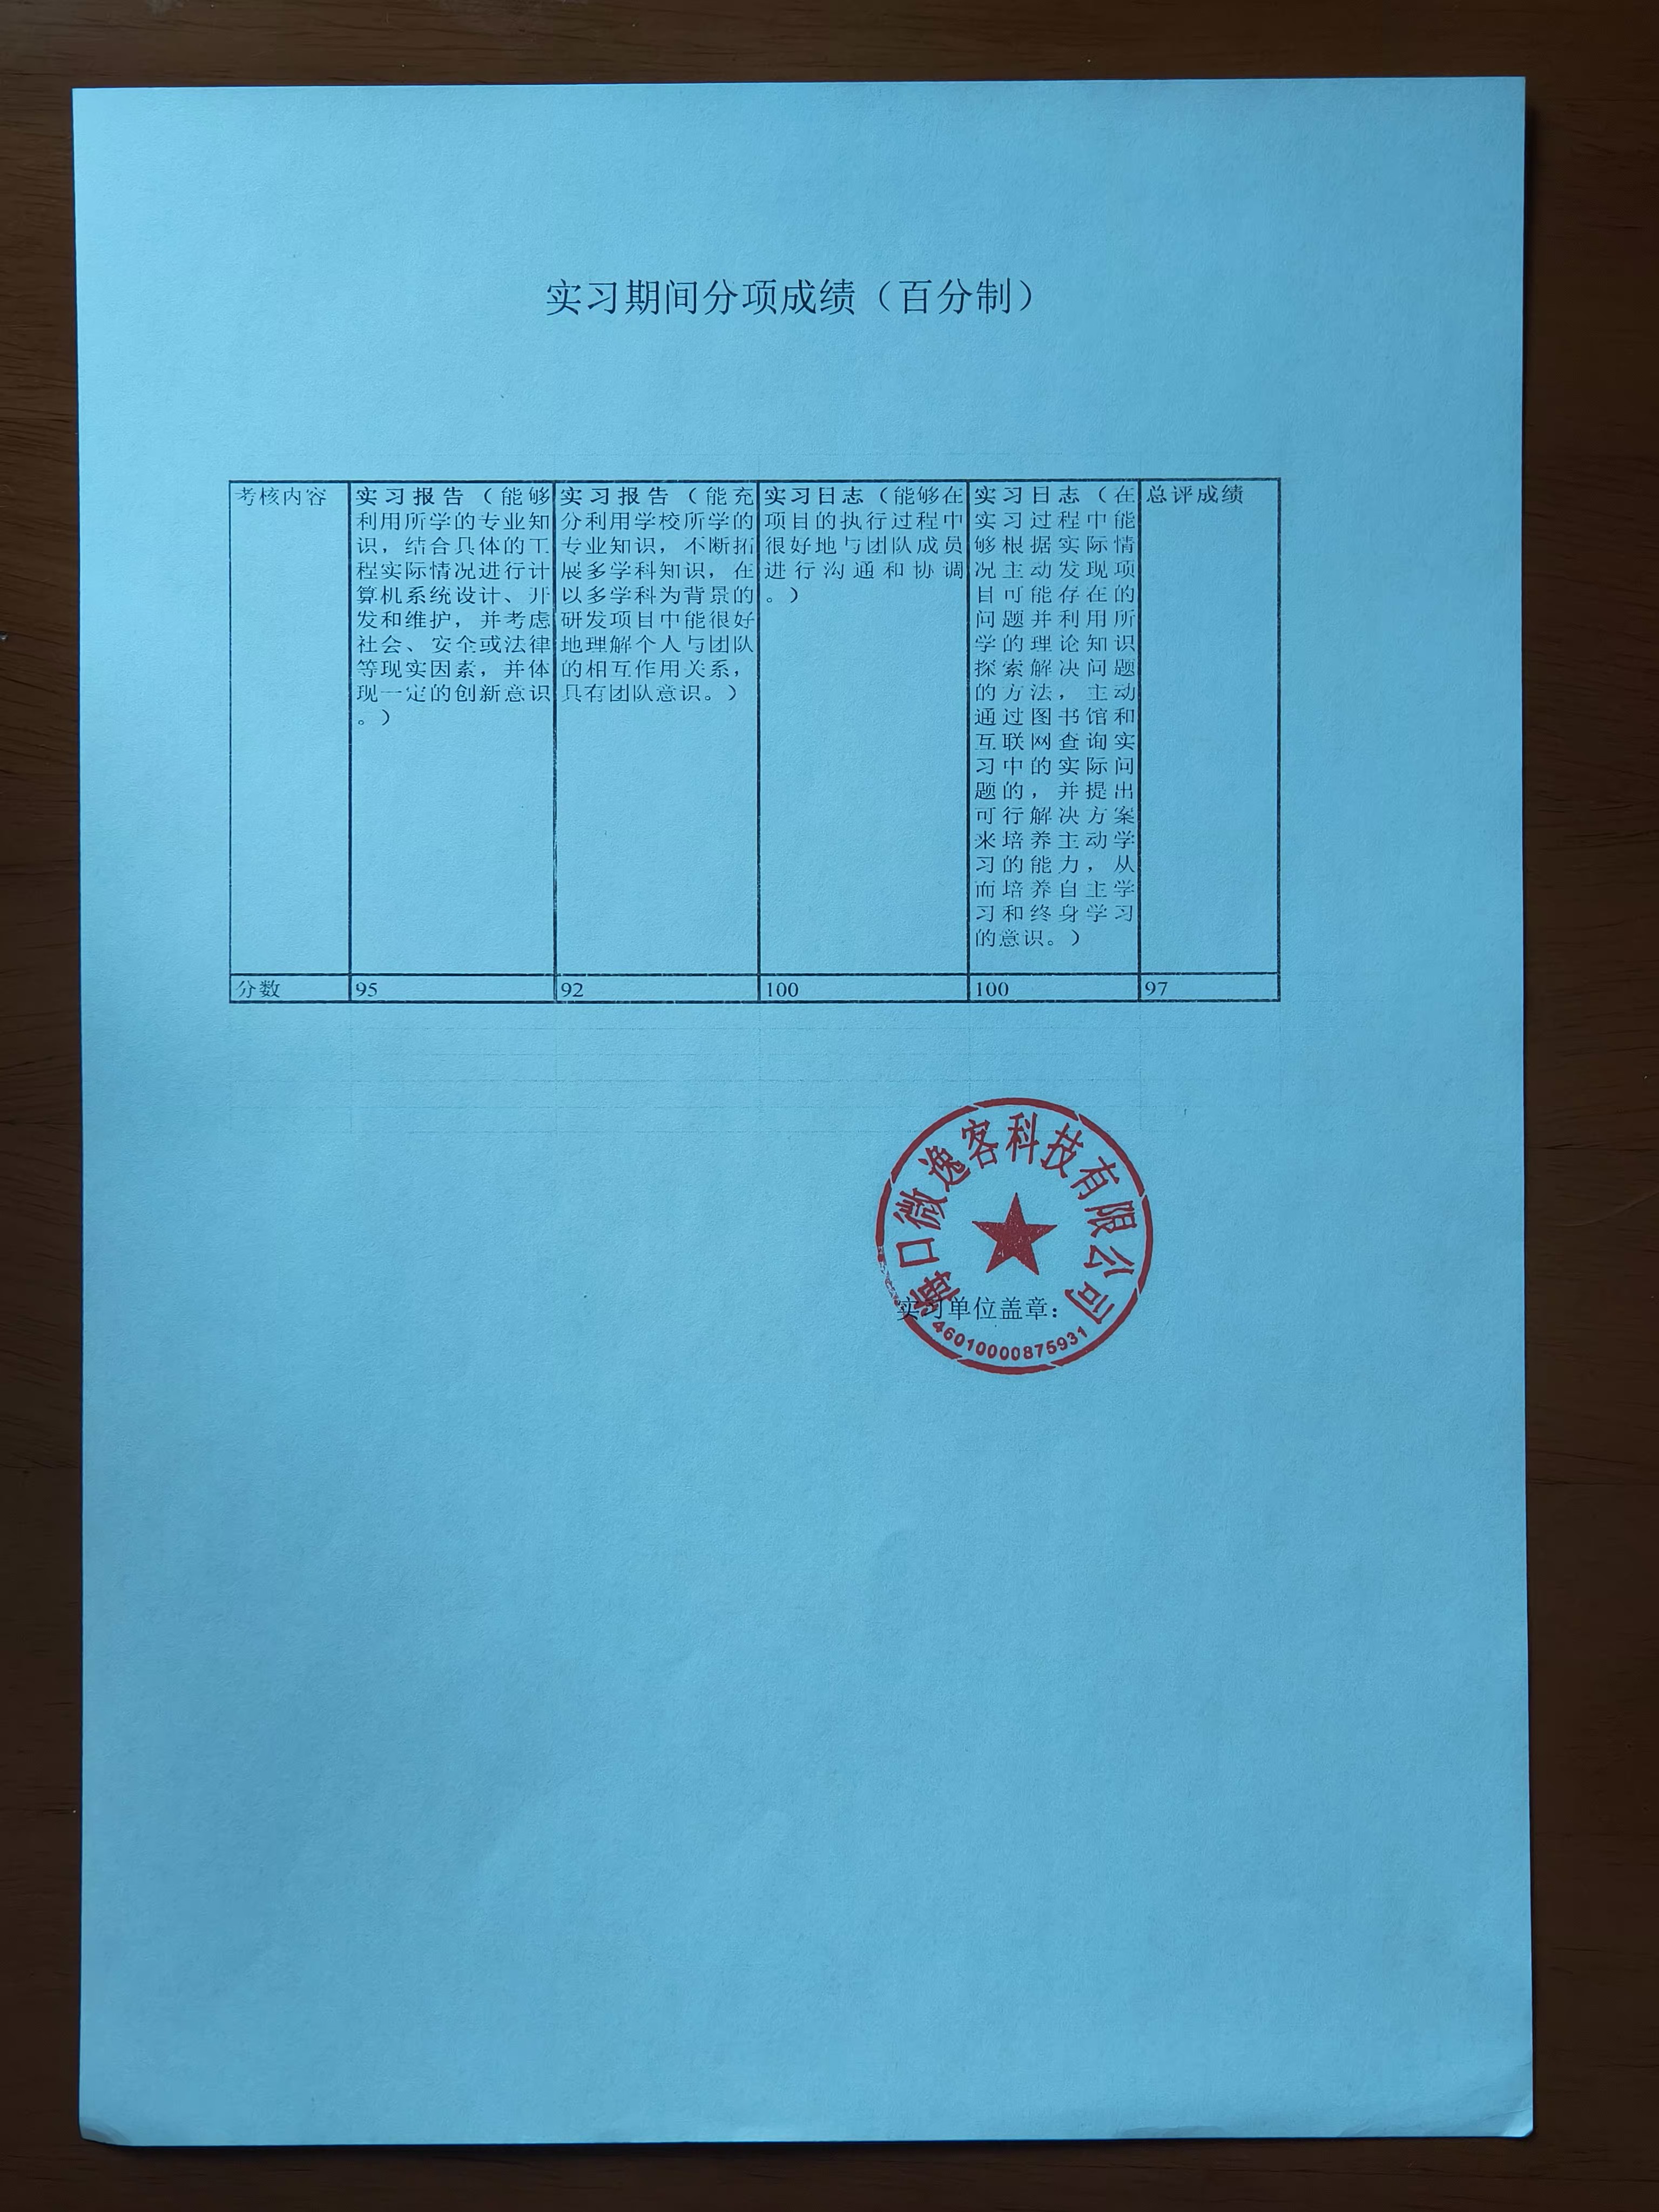 实习期间分项成绩（百分制）
考核内容
实习报告（能够
利用所学的专业知
识，结合具体的工
程实际情况进行计
算机系统设计、开
发和维护，并考虑
社会、安全或法律
等现实因素，并体
现一定的创新意识
。）
实习报告（能充
分利用学校所学的
专业知识，不断拓
展多学科知识，在
以多学科为背景的
研发项目中能很好
地理解个人与团队
的相互作用关系，
具有团队意识。）
实习日志（能够在
项目的执行过程中
很好地与团队成员
进行沟通和协调
。）
实习日志（在
实习过程中能
够根据实际情
况主动发现项
目可能存在的
问题并利用所
学的理论知识
探索解决问题
的方法，主动
通过图书馆和
互联网查询实
习中的实际问
题的，并提出
可行解决方案
来培养主动学
习的能力，从
而培养自主学
习和终身学习
的意识。）
总评成绩
分数
95
92
100
100
97
海口微逸客科技有限公司
实习单位盖章：
46010000875931